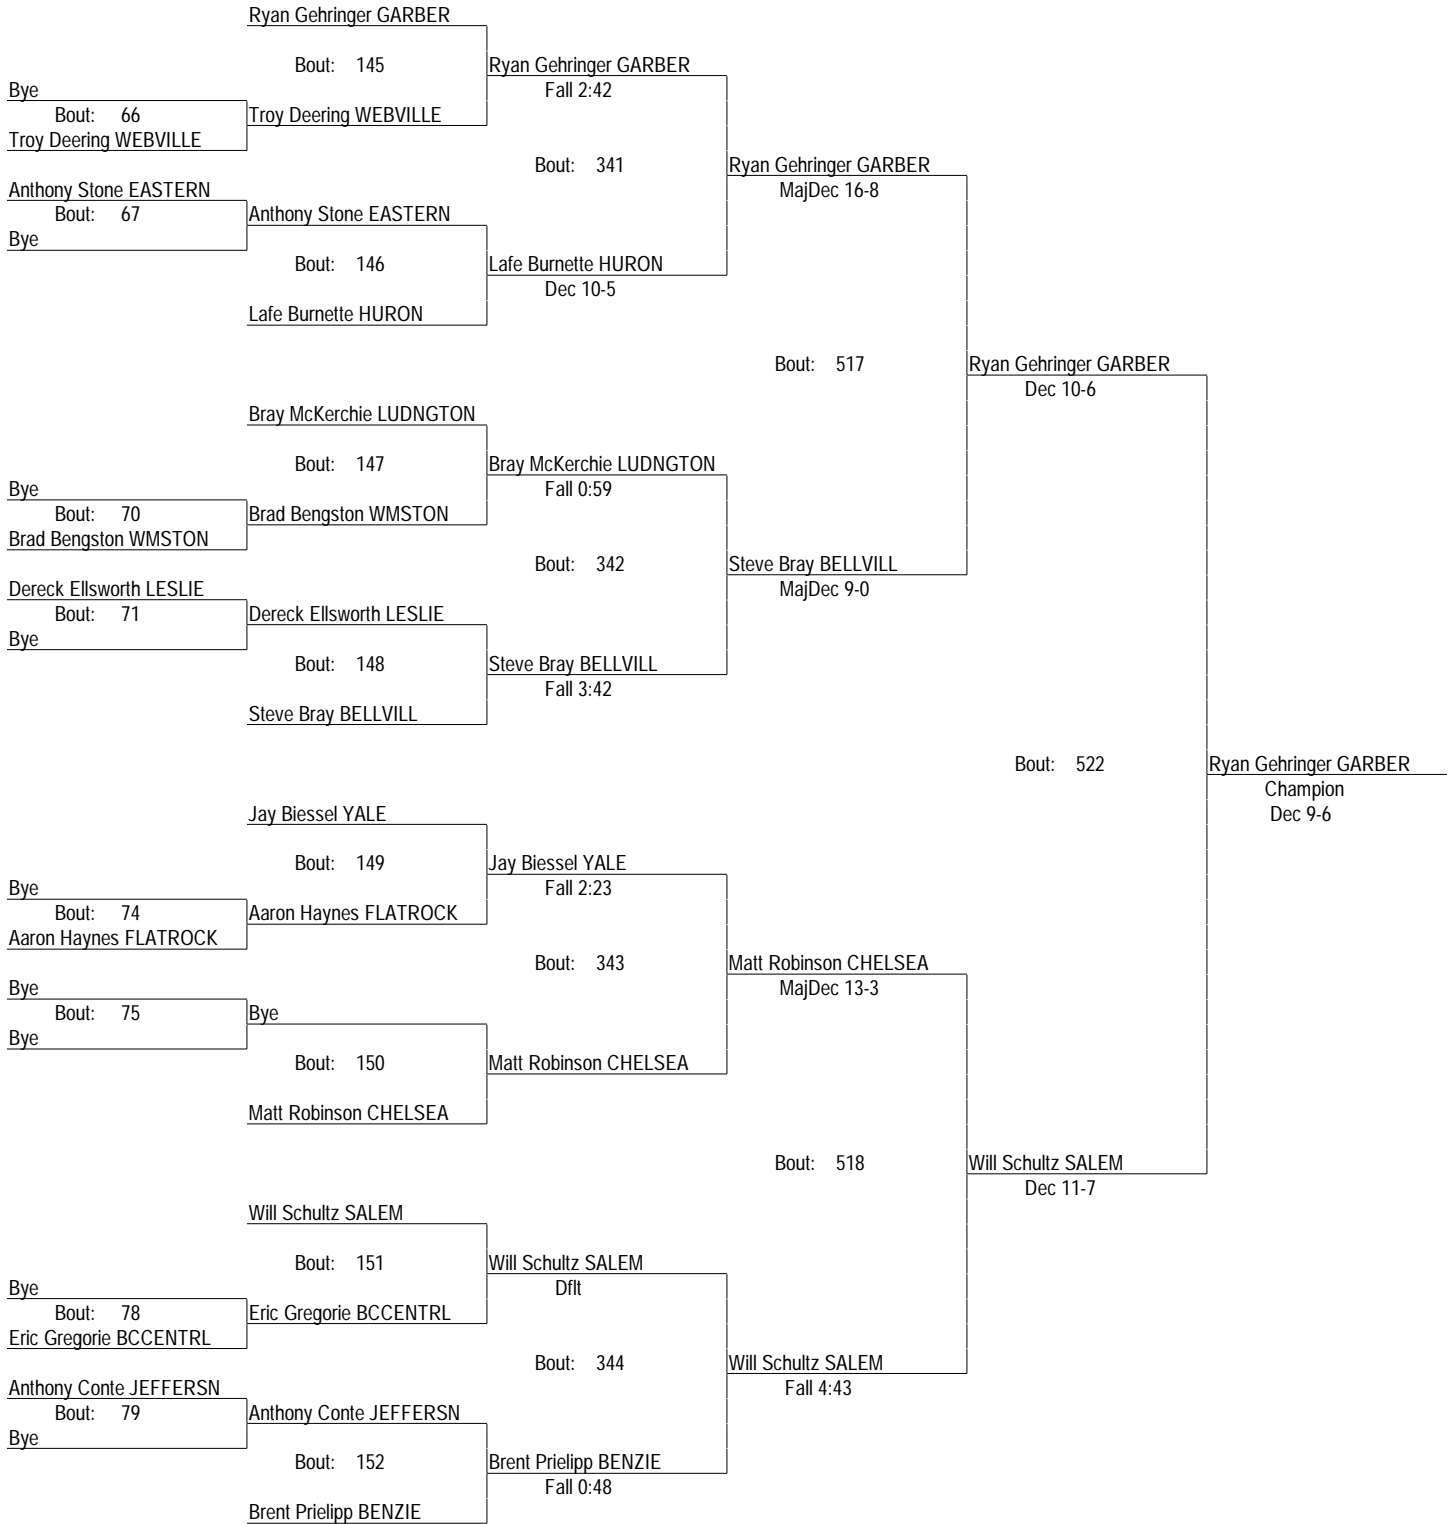 Ryan Gehringer GARBER
Bout: 145
Ryan Gehringer GARBER
Fall 2:42
Bye
Bout: 66
Troy Deering WEBVILLE
Troy Deering WEBVILLE
Bout: 341
Ryan Gehringer GARBER
MajDec 16-8
Anthony Stone EASTERN
Bout: 67
Bye
Anthony Stone EASTERN
Bout: 146
Lafe Burnette HURON
Dec 10-5
Lafe Burnette HURON
Bout: 517
Ryan Gehringer GARBER
Dec 10-6
Bray McKerchie LUDNGTON
Bout: 147
Bray McKerchie LUDNGTON
Fall 0:59
Bye
Bout: 70
Brad Bengston WMSTON
Brad Bengston WMSTON
Bout: 342
Steve Bray BELLVILL
MajDec 9-0
Dereck Ellsworth LESLIE
Bout: 71
Bye
Dereck Ellsworth LESLIE
Bout: 148
Steve Bray BELLVILL
Fall 3:42
Steve Bray BELLVILL
Bout: 522
Ryan Gehringer GARBER
Champion
Dec 9-6
Jay Biessel YALE
Bout: 149
Jay Biessel YALE
Fall 2:23
Bye
Bout: 74
Aaron Haynes FLATROCK
Aaron Haynes FLATROCK
Bout: 343
Matt Robinson CHELSEA
MajDec 13-3
Bye
Bout: 75
Bye
Bye
Bout: 150
Matt Robinson CHELSEA
Matt Robinson CHELSEA
Bout: 518
Will Schultz SALEM
Dec 11-7
Will Schultz SALEM
Bout: 151
Will Schultz SALEM
Dflt
Bye
Bout: 78
Eric Gregorie BCCENTRL
Eric Gregorie BCCENTRL
Bout: 344
Will Schultz SALEM
Fall 4:43
Anthony Conte JEFFERSN
Bout: 79
Bye
Anthony Conte JEFFERSN
Bout: 152
Brent Prielipp BENZIE
Fall 0:48
Brent Prielipp BENZIE